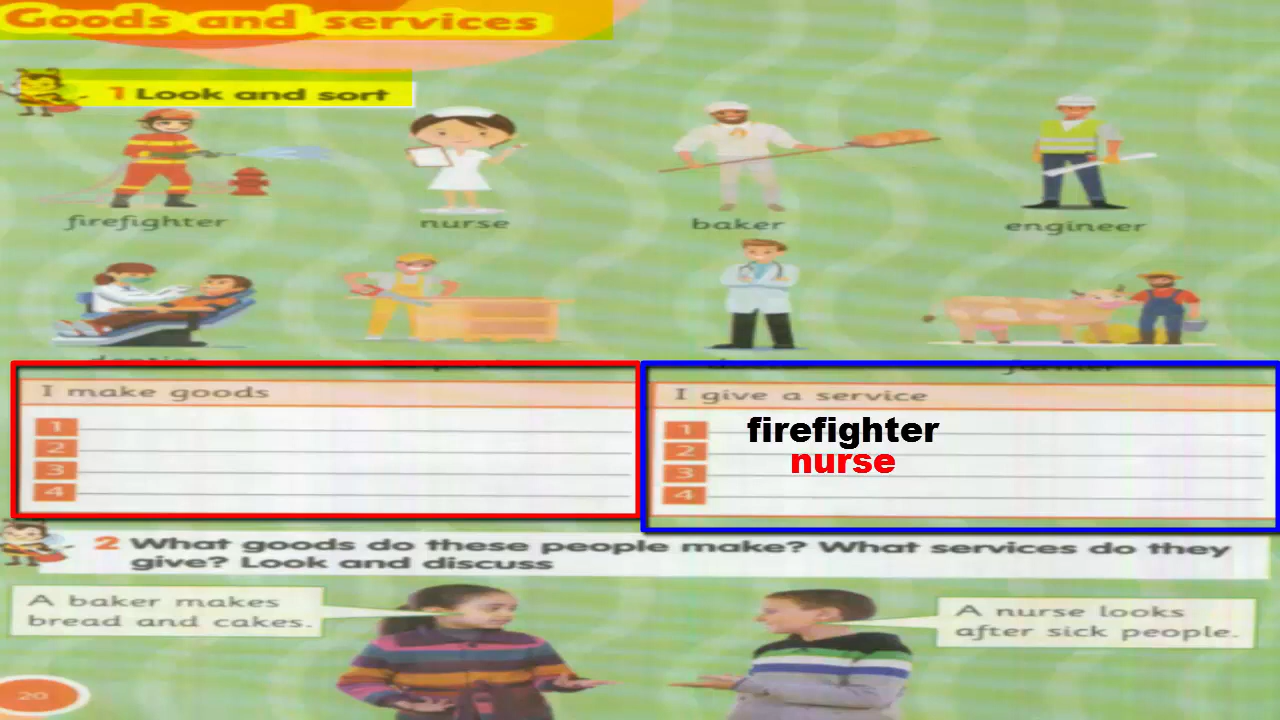 Goods and services
1 Look and sort
firefighter
nurse
baker
engineer
dentist
farmer
I make goods
1
2
3
4
I give a service
1 firefighter
2 nurse
3
4
2 What goods do these people make? What services do they
give? Look and discuss
A baker makes
bread and cakes.
A nurse looks
after sick people.
20